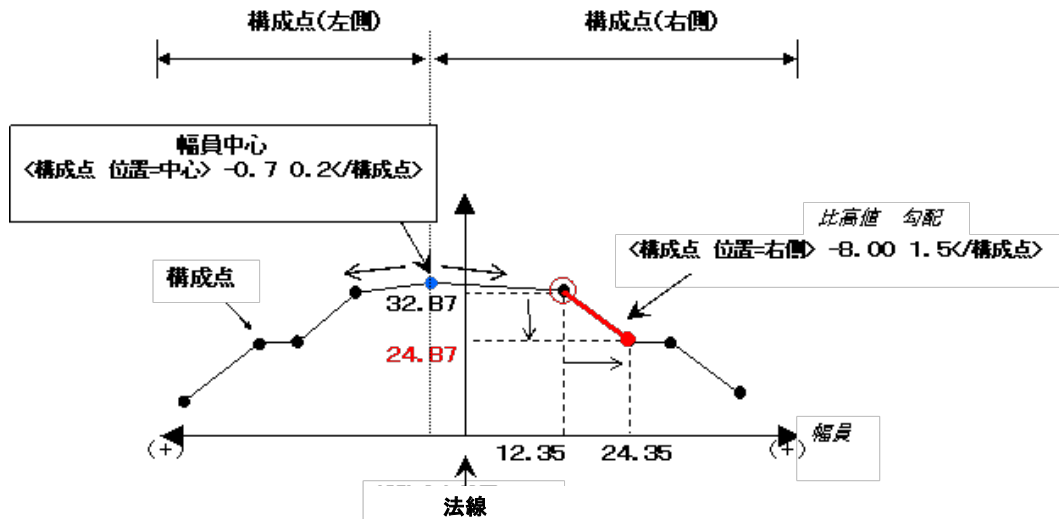 構成点(左側)
構成点(右側)
幅員中心
<構成点 位置=中心> -0.7 0.2</構成点>
比高値 勾配
<構成点 位置=右側> -8.00 1.5</構成点>
構成点
32.87
24.87
(+)
12.35
24.35
(+)
幅員
法線